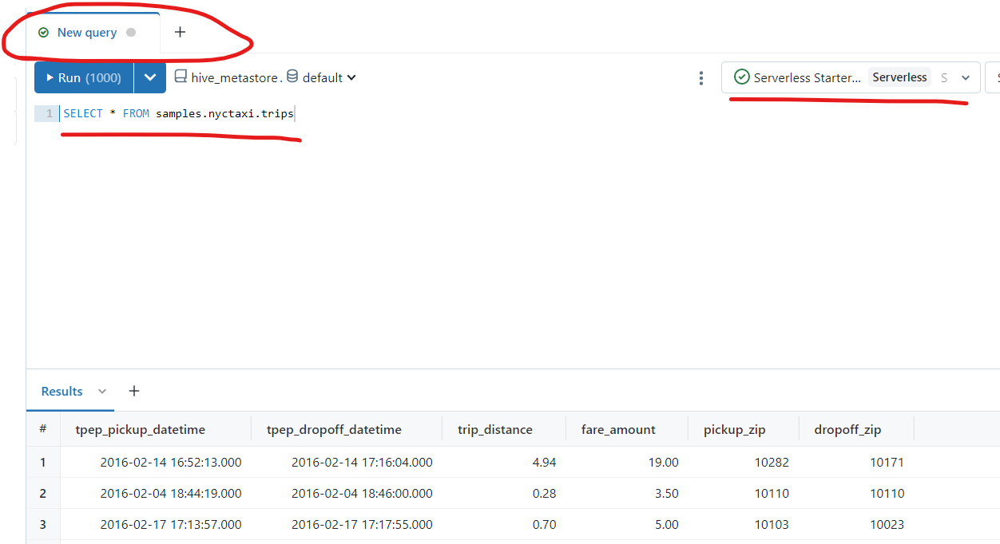 New query +
Run (1000) hive_metastore . default Serverless Starter... Serverless S
1 SELECT * FROM samples.nyctaxi.trips
Results +
# tpep_pickup_datetime tpep_dropoff_datetime trip_distance fare_amount pickup_zip dropoff_zip
1 2016-02-14 16:52:13.000 2016-02-14 17:16:04.000 4.94 19.00 10282 10171
2 2016-02-04 18:44:19.000 2016-02-04 18:46:00.000 0.28 3.50 10110 10110
3 2016-02-17 17:13:57.000 2016-02-17 17:17:55.000 0.70 5.00 10103 10023